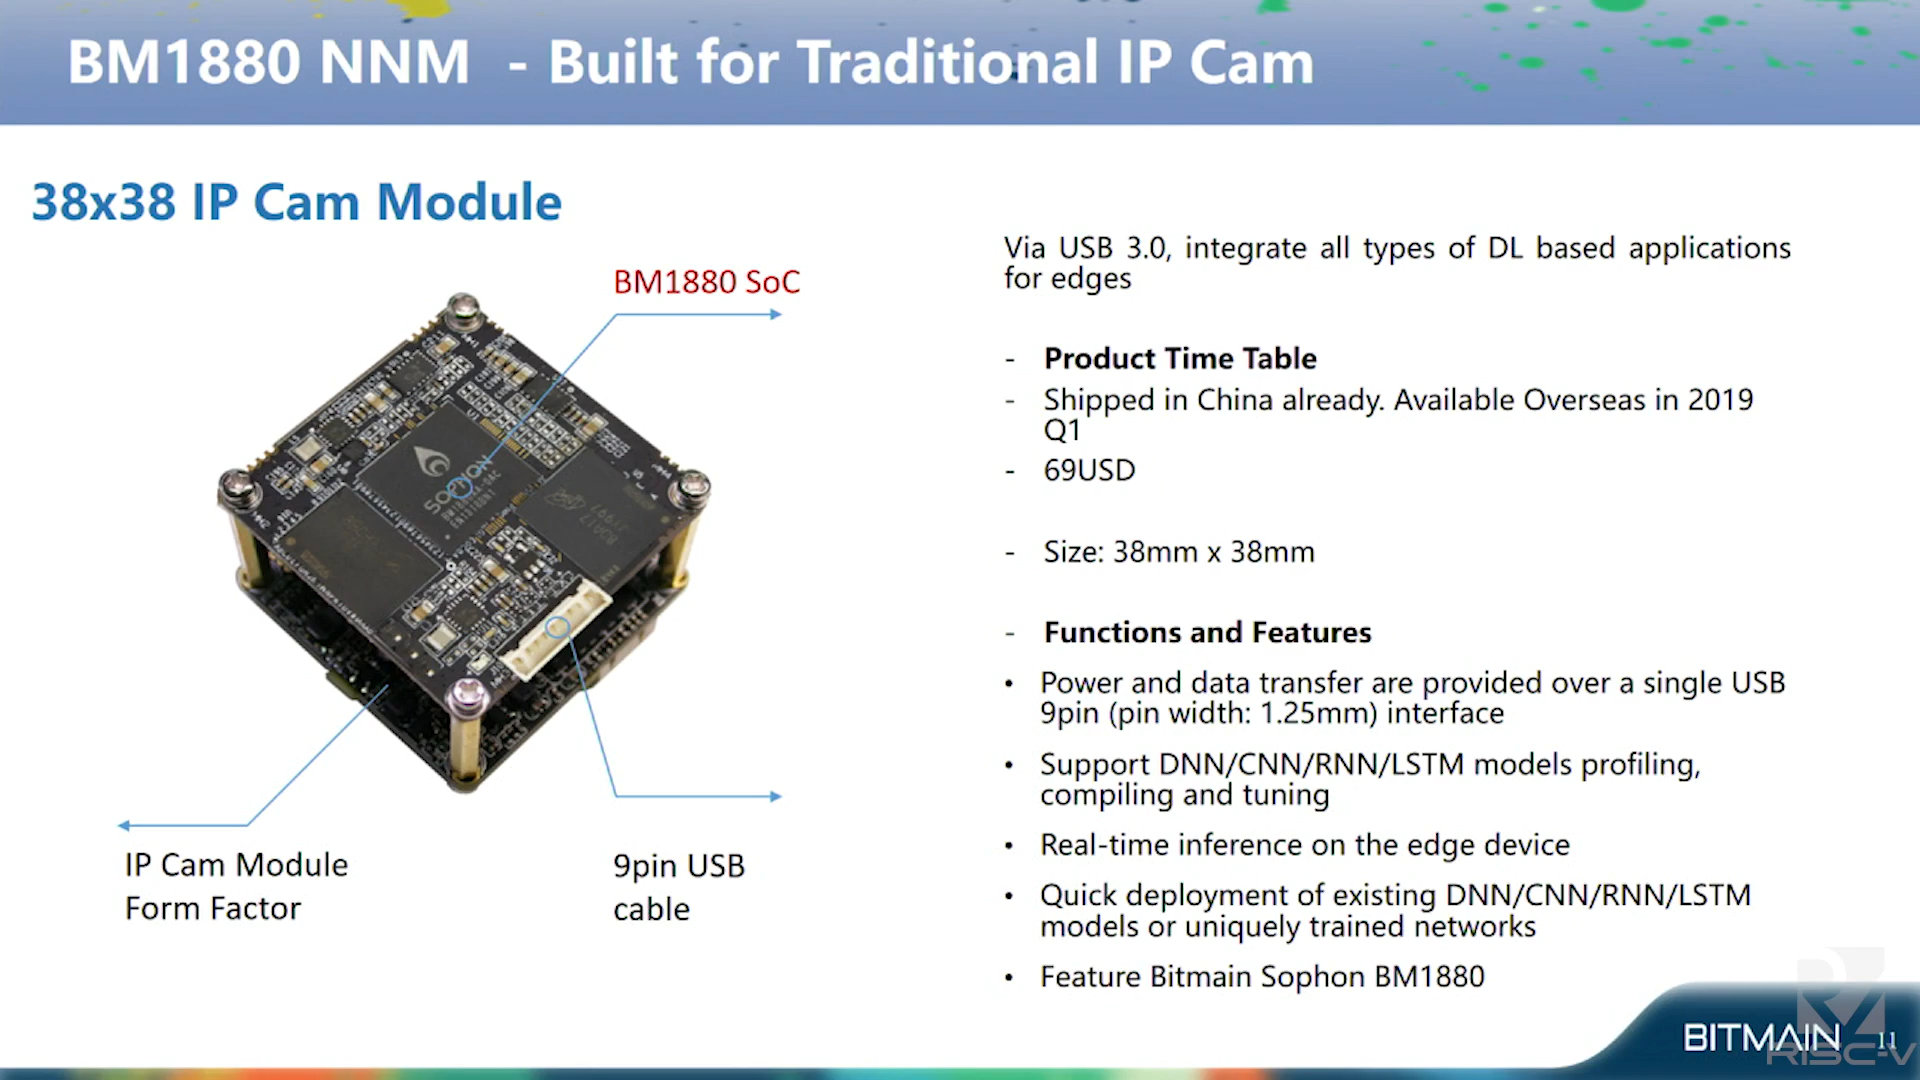 BM1880 NNM - Built for Traditional IP Cam
38x38 IP Cam Module
BM1880 SoC
SOPHON
IP Cam Module
Form Factor
9pin USB
cable
Via USB 3.0, integrate all types of DL based applications
for edges
- Product Time Table
- Shipped in China already. Available Overseas in 2019
Q1
- 69USD
- Size: 38mm x 38mm
- Functions and Features
• Power and data transfer are provided over a single USB
9pin (pin width: 1.25mm) interface
• Support DNN/CNN/RNN/LSTM models profiling,
compiling and tuning
• Real-time inference on the edge device
• Quick deployment of existing DNN/CNN/RNN/LSTM
models or uniquely trained networks
• Feature Bitmain Sophon BM1880
BITMAIN 11
RISC-V